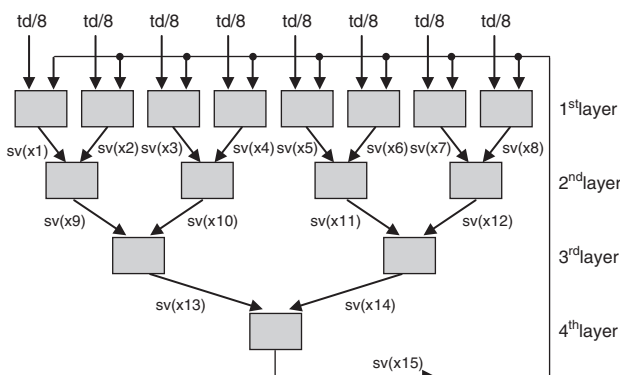 td/8 td/8 td/8 td/8 td/8 td/8 td/8 td/8
1st layer
sv(x1) sv(x2) sv(x3) sv(x4) sv(x5) sv(x6) sv(x7) sv(x8)
2nd layer
sv(x9) sv(x10) sv(x11) sv(x12)
3rd layer
sv(x13) sv(x14)
4th layer
sv(x15)